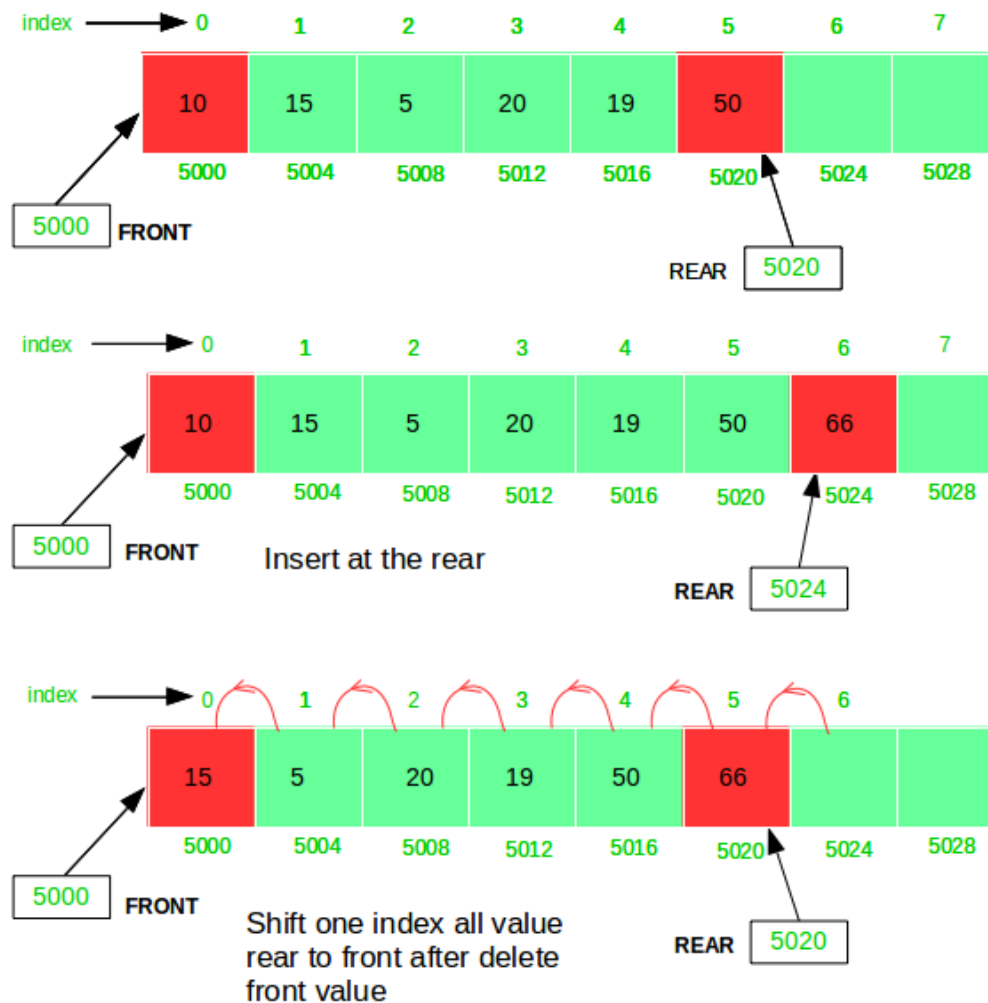 index 0 1 2 3 4 5 6 7
10 15 5 20 19 50
5000 5004 5008 5012 5016 5020 5024 5028
5000 FRONT
REAR 5020
index 0 1 2 3 4 5 6 7
10 15 5 20 19 50 66
5000 5004 5008 5012 5016 5020 5024 5028
5000 FRONT Insert at the rear
REAR 5024
index 0 1 2 3 4 5 6
15 5 20 19 50 66
5000 5004 5008 5012 5016 5020 5024 5028
5000 FRONT
Shift one index all value
rear to front after delete
REAR 5020
front value